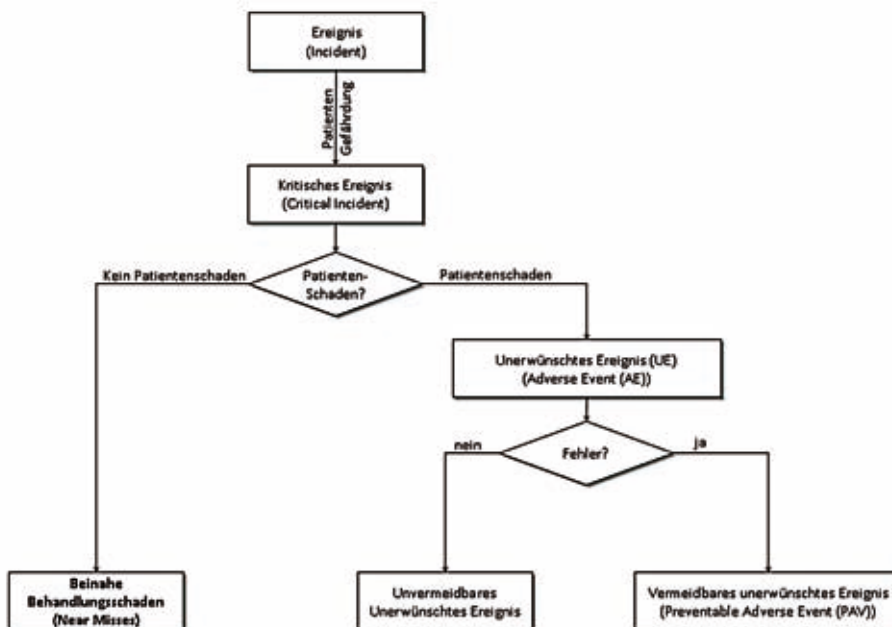 Ereignis
(Incident)
Patienten
Gefährdung
Kritisches Ereignis
(Critical Incident)
Kein Patientenschaden
Patienten-
Schaden?
Patientenschaden
Unerwünschtes Ereignis (UE)
(Adverse Event (AE))
nein
Fehler?
ja
Beinahe
Behandlungsschaden
(Near Misses)
Unvermeidbares
Unerwünschtes Ereignis
Vermeidbares unerwünschtes Ereignis
(Preventable Adverse Event (PAV))